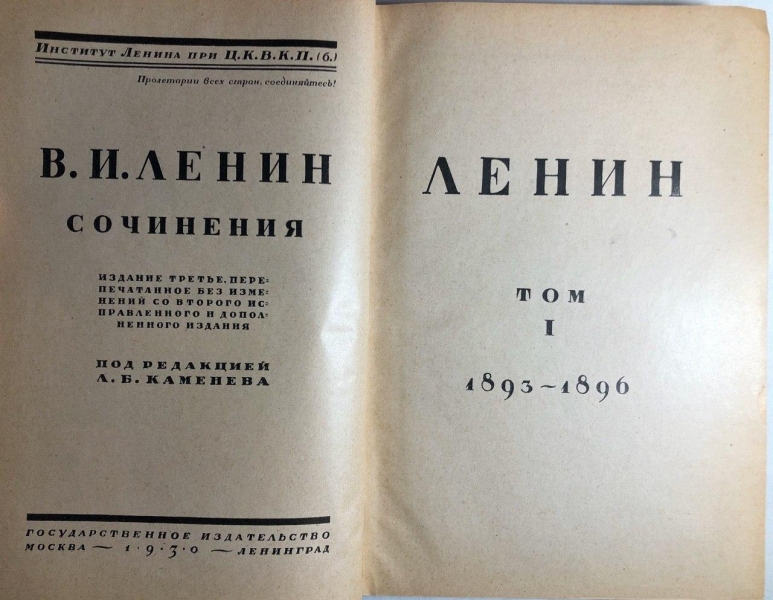 Институт Ленина при Ц.К.В.К.П.(б.)
Пролетарии всех стран, соединяйтесь!
В. И. ЛЕНИН
СОЧИНЕНИЯ
ИЗДАНИЕ ТРЕТЬЕ, ПЕРЕ-
ПЕЧАТАННОЕ БЕЗ ИЗМЕ-
НЕНИЙ СО ВТОРОГО ИС-
ПРАВЛЕННОГО И ДОПОЛ-
НЕННОГО ИЗДАНИЯ
ПОД РЕДАКЦИЕЙ
Л. Б. КАМЕНЕВА
ГОСУДАРСТВЕННОЕ ИЗДАТЕЛЬСТВО
МОСКВА — 1·9·3·0 — ЛЕНИНГРАД
ЛЕНИН
ТОМ
I
1893–1896